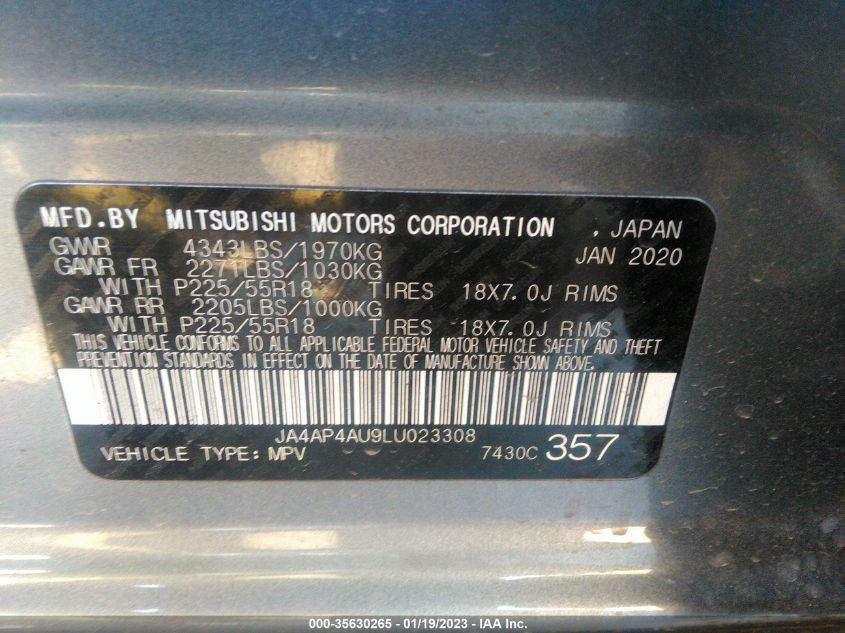 MFD.BY MITSUBISHI MOTORS CORPORATION , JAPAN
GVWR 4343LBS/1970KG JAN 2020
GAWR FR 2271LBS/1030KG
WITH P225/55R18 TIRES 18X7.0J RIMS
GAWR RR 2205LBS/1000KG
WITH P225/55R18 TIRES 18X7.0J RIMS
THIS VEHICLE CONFORMS TO ALL APPLICABLE FEDERAL MOTOR VEHICLE SAFETY AND THEFT
PREVENTION STANDARDS IN EFFECT ON THE DATE OF MANUFACTURE SHOWN ABOVE.
JA4AP4AU9LU023308
VEHICLE TYPE: MPV 7430C 357
000-35630265 - 01/19/2023 - © COPYRIGHT IAA, INC.